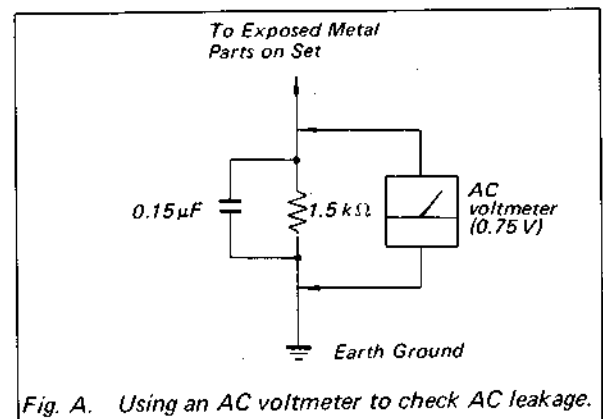 To Exposed Metal
Parts on Set
0.15µF
1.5 kΩ
AC
voltmeter
(0.75 V)
Earth Ground
Fig. A. Using an AC voltmeter to check AC leakage.